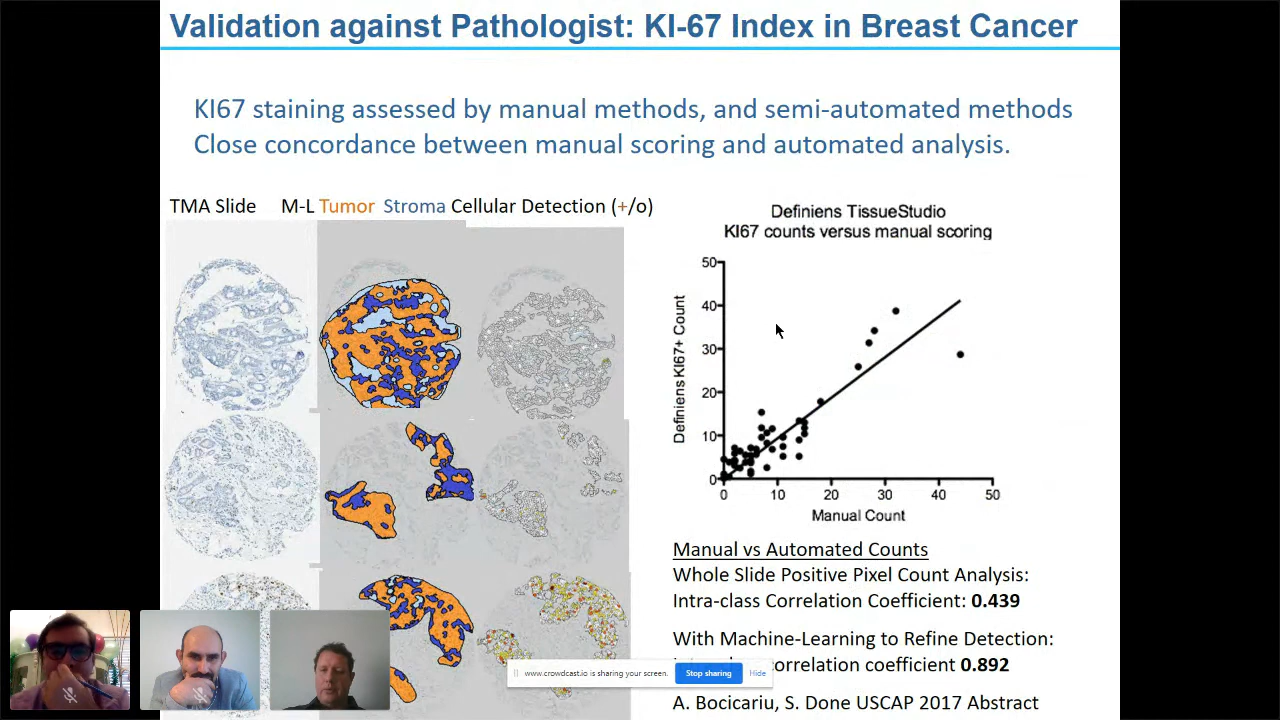 Validation against Pathologist: KI-67 Index in Breast Cancer
KI67 staining assessed by manual methods, and semi-automated methods
Close concordance between manual scoring and automated analysis.
TMA Slide M-L Tumor Stroma Cellular Detection (+/o)
Definiens TissueStudio
KI67 counts versus manual scoring
Definiens KI67+ Count
50
40
30
20
10
0
0 10 20 30 40 50
Manual Count
Manual vs Automated Counts
Whole Slide Positive Pixel Count Analysis:
Intra-class Correlation Coefficient: 0.439
With Machine-Learning to Refine Detection:
correlation coefficient 0.892
A. Bocicariu, S. Done USCAP 2017 Abstract
www.crowdcast.io is sharing your screen. Stop sharing Hide